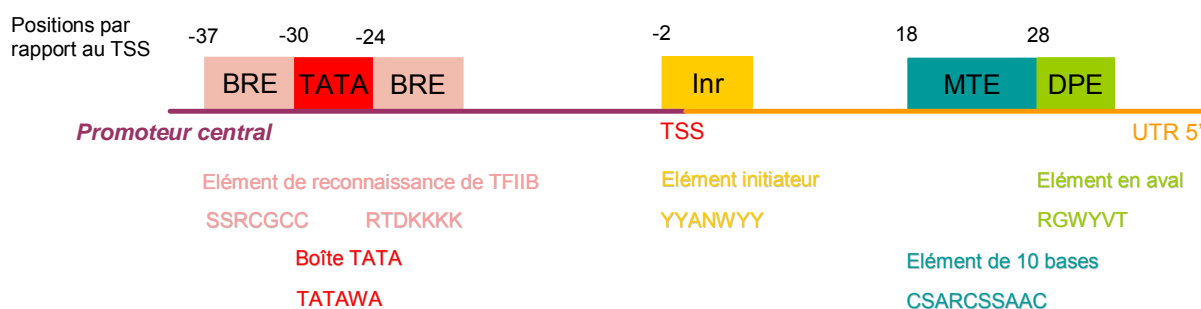 Positions par
rapport au TSS
-37 -30 -24 -2 18 28
BRE TATA BRE Inr MTE DPE
Promoteur central TSS UTR 5'
Elément de reconnaissance de TFIIB Elément initiateur Elément en aval
SSRCGCC RTDKKKK YYANWYY RGWYVT
Boîte TATA Elément de 10 bases
TATAWA CSARCSSAAC